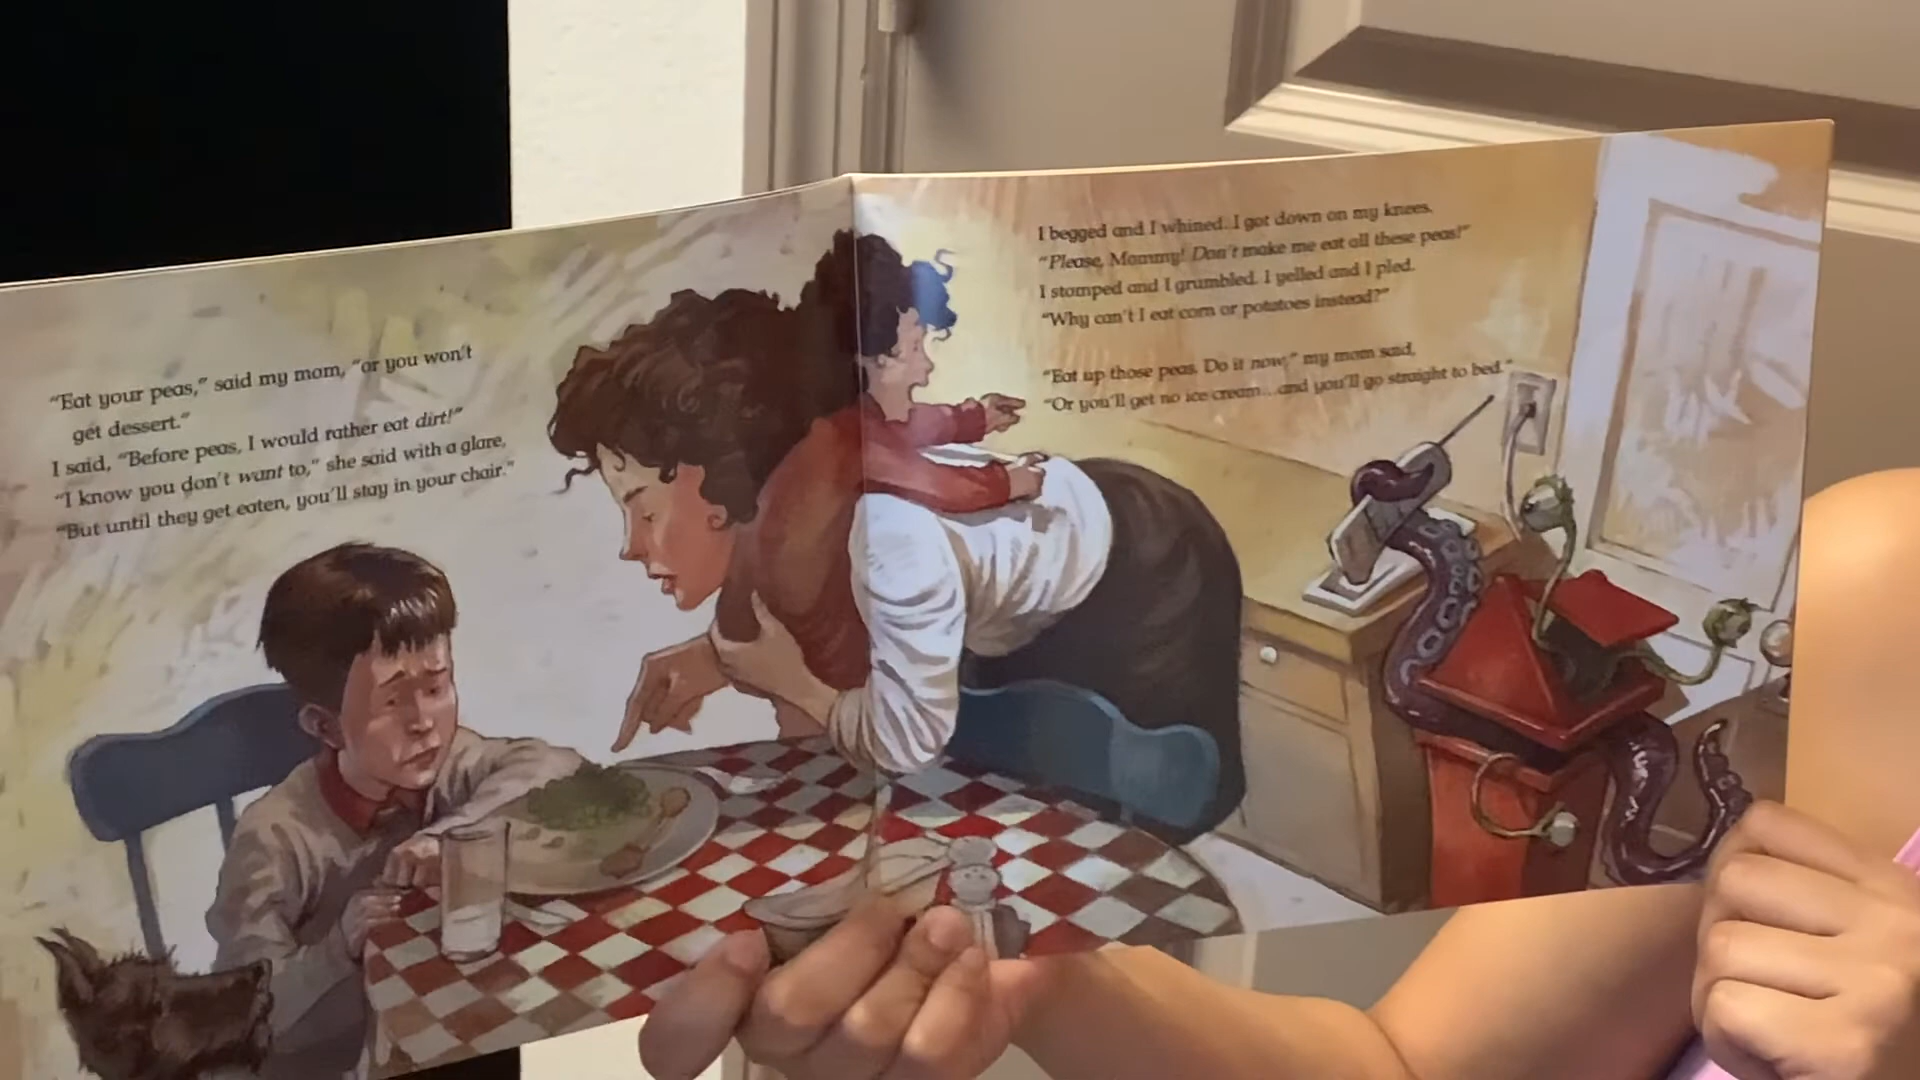 “Eat your peas,” said my mom, “or you won’t
get dessert.”
I said, “Before peas, I would rather eat dirt!”
“I know you don’t want to,” she said with a glare,
“But until they get eaten, you’ll stay in your chair.”
I begged and I whined. I got down on my knees.
“Please, Mommy! Don’t make me eat all these peas!”
I stomped and I grumbled. I yelled and I pled.
“Why can’t I eat corn or potatoes instead?”
“Eat up those peas. Do it now,” my mom said,
“Or you’ll get no ice cream...and you’ll go straight to bed.”